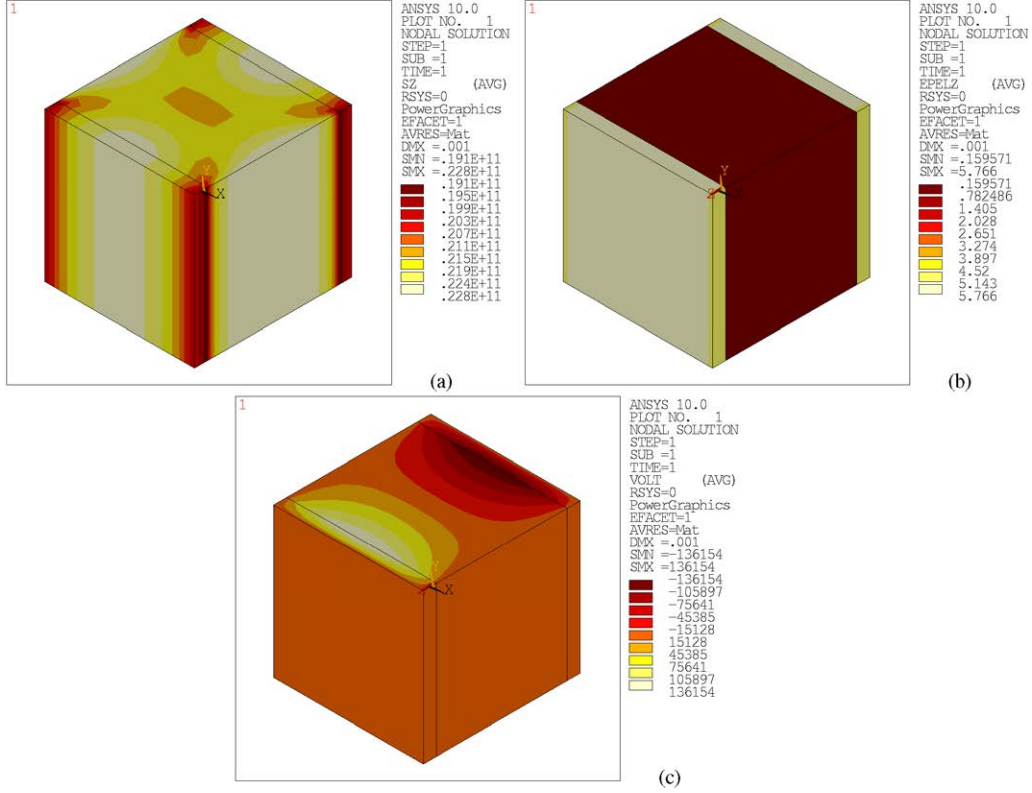 1
ANSYS 10.0
PLOT NO. 1
NODAL SOLUTION
STEP=1
SUB =1
TIME=1
SZ (AVG)
RSYS=0
PowerGraphics
EFACET=1
AVRES=Mat
DMX =.001
SMN =.191E+11
SMX =.228E+11
.191E+11
.195E+11
.199E+11
.203E+11
.207E+11
.211E+11
.215E+11
.219E+11
.224E+11
.228E+11
Y
X
(a)
1
ANSYS 10.0
PLOT NO. 1
NODAL SOLUTION
STEP=1
SUB =1
TIME=1
EPELZ (AVG)
RSYS=0
PowerGraphics
EFACET=1
AVRES=Mat
DMX =.001
SMN =.159571
SMX =5.766
.159571
.782486
1.405
2.028
2.651
3.274
3.897
4.52
5.143
5.766
Y
Z
X
(b)
1
ANSYS 10.0
PLOT NO. 1
NODAL SOLUTION
STEP=1
SUB =1
TIME=1
VOLT (AVG)
RSYS=0
PowerGraphics
EFACET=1
AVRES=Mat
DMX =.001
SMN =-136154
SMX =136154
-136154
-105897
-75641
-45385
-15128
15128
45385
75641
105897
136154
Y
X
(c)